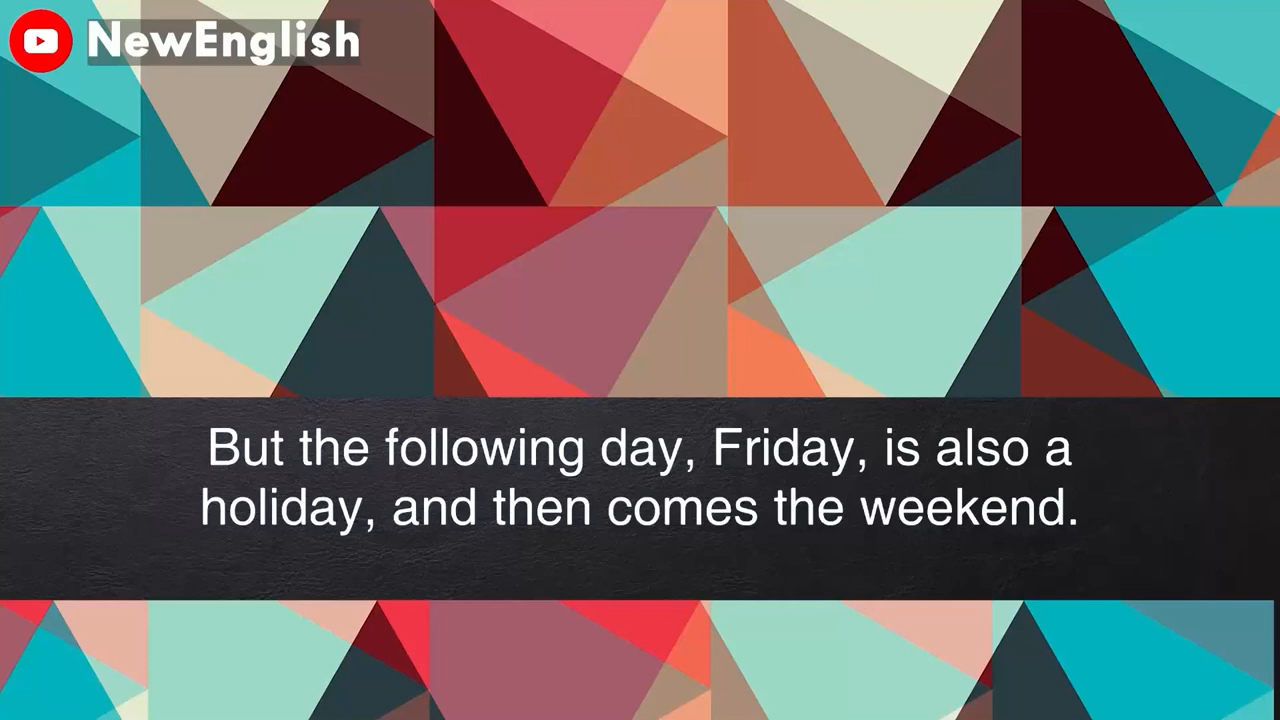 NewEnglish
But the following day, Friday, is also a
holiday, and then comes the weekend.